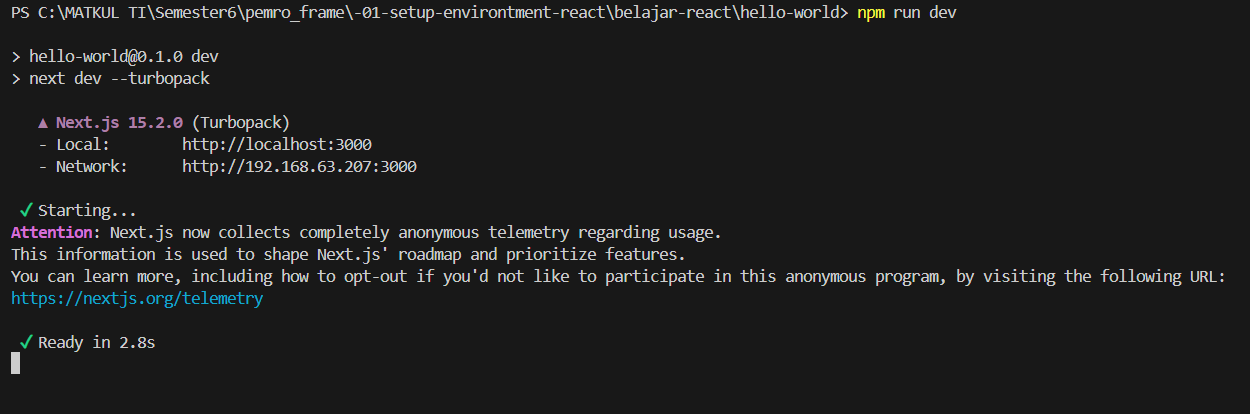 PS C:\MATKUL TI\Semester6\pemro_frame\-01-setup-environtment-react\belajar-react\hello-world> npm run dev
> hello-world@0.1.0 dev
> next dev --turbopack
▲ Next.js 15.2.0 (Turbopack)
- Local: http://localhost:3000
- Network: http://192.168.63.207:3000
✓ Starting...
Attention: Next.js now collects completely anonymous telemetry regarding usage.
This information is used to shape Next.js' roadmap and prioritize features.
You can learn more, including how to opt-out if you'd not like to participate in this anonymous program, by visiting the following URL:
https://nextjs.org/telemetry
✓ Ready in 2.8s